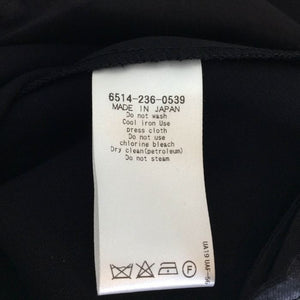 6514-236-0539
MADE IN JAPAN
Do not wash
Cool iron Use
press cloth
Do not use
chlorine bleach
Dry clean(petroleum)
Do not steam
F